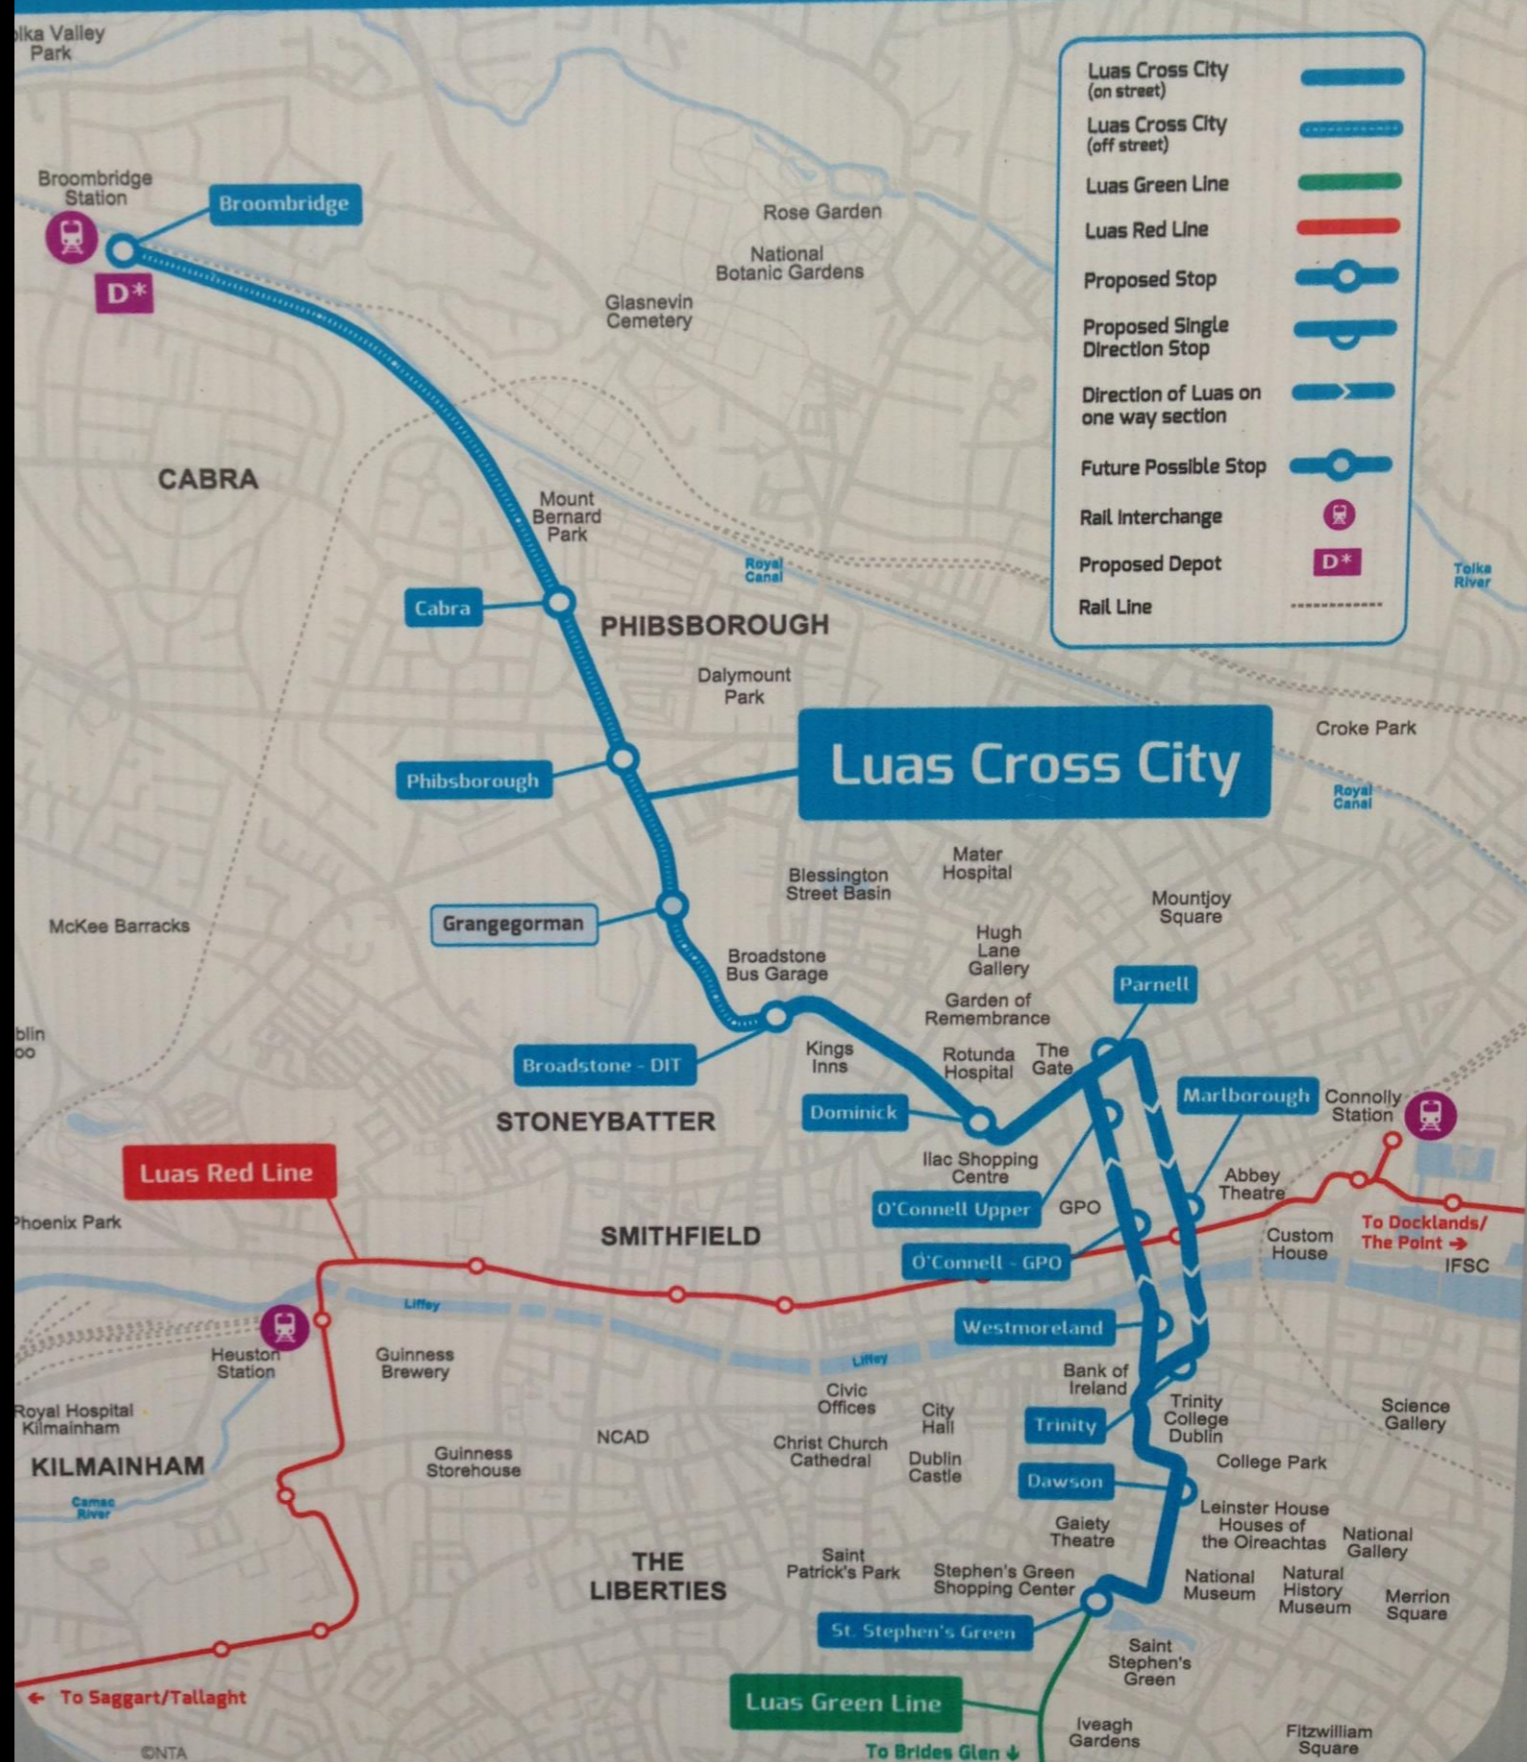 Valley
Park
Luas Cross City
(on street)
Luas Cross City
(off street)
Luas Green Line
Luas Red Line
Proposed Stop
Proposed Single
Direction Stop
Direction of Luas on
one way section
Future Possible Stop
Rail Interchange
Proposed Depot
D*
Rail Line
Broombridge
Station
Broombridge
D*
Rose Garden
National
Botanic Gardens
Glasnevin
Cemetery
CABRA
Mount
Bernard
Park
Royal
Canal
Tolka
River
Cabra
PHIBSBOROUGH
Dalymount
Park
Luas Cross City
Croke Park
Royal
Canal
Phibsborough
Mater
Hospital
Blessington
Street Basin
Mountjoy
Square
McKee Barracks
Grangegorman
Hugh
Lane
Gallery
Broadstone
Bus Garage
Parnell
Garden of
Remembrance
blin
oo
Kings
Inns
Rotunda
Hospital
The
Gate
Broadstone - DIT
Marlborough
Connolly
Station
Dominick
STONEYBATTER
Luas Red Line
Ilac Shopping
Centre
Abbey
Theatre
O'Connell Upper
GPO
Phoenix Park
SMITHFIELD
To Docklands/
The Point →
Custom
House
IFSC
O'Connell - GPO
Liffey
Westmoreland
Heuston
Station
Guinness
Brewery
Liffey
Bank of
Ireland
Civic
Offices
City
Hall
Trinity
College
Dublin
Science
Gallery
Royal Hospital
Kilmainham
Trinity
NCAD
Christ Church
Cathedral
Dublin
Castle
KILMAINHAM
Guinness
Storehouse
College Park
Dawson
Camac
River
Leinster House
Houses of
the Oireachtas
Gaiety
Theatre
National
Gallery
THE
LIBERTIES
Saint
Patrick's Park
Stephen's Green
Shopping Center
National
Museum
Natural
History
Museum
Merrion
Square
St. Stephen's Green
Saint
Stephen's
Green
← To Saggart/Tallaght
Luas Green Line
Iveagh
Gardens
Fitzwilliam
Square
©NTA
To Brides Glen ↓